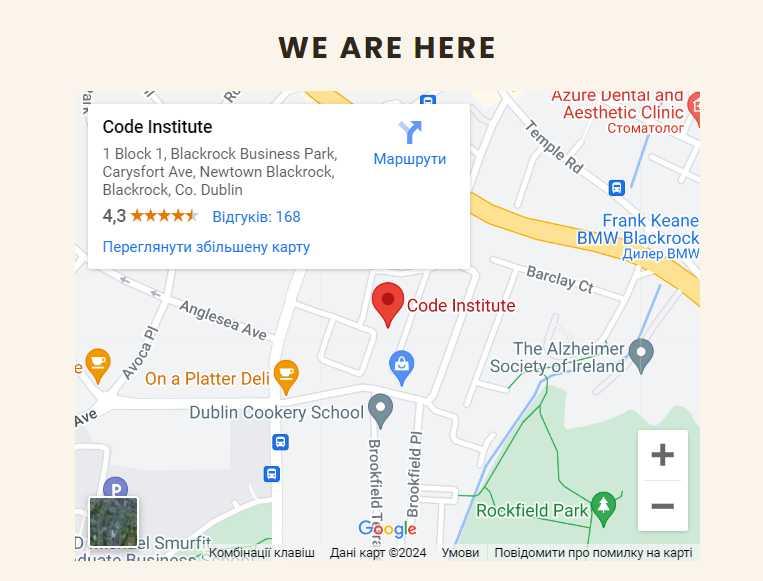 WE ARE HERE
Azure Dental and
Aesthetic Clinic
Стоматолог
Code Institute
1 Block 1, Blackrock Business Park,
Carysfort Ave, Newtown Blackrock,
Blackrock, Co. Dublin
Маршрути
4,3
Відгуків: 168
Переглянути збільшену карту
Temple Rd
Frank Keane
BMW Blackrock
Дилер BMW
Barclay Ct
Code Institute
Anglesea Ave
Avoca Pl
The Alzheimer
Society of Ireland
On a Platter Deli
Dublin Cookery School
Ave
Brookfield Terra
Brookfield Pl
P
Rockfield Park
Google
Smurfit
Комбінації клавіш
Дані карт ©2024
Умови
Повідомити про помилку на карті